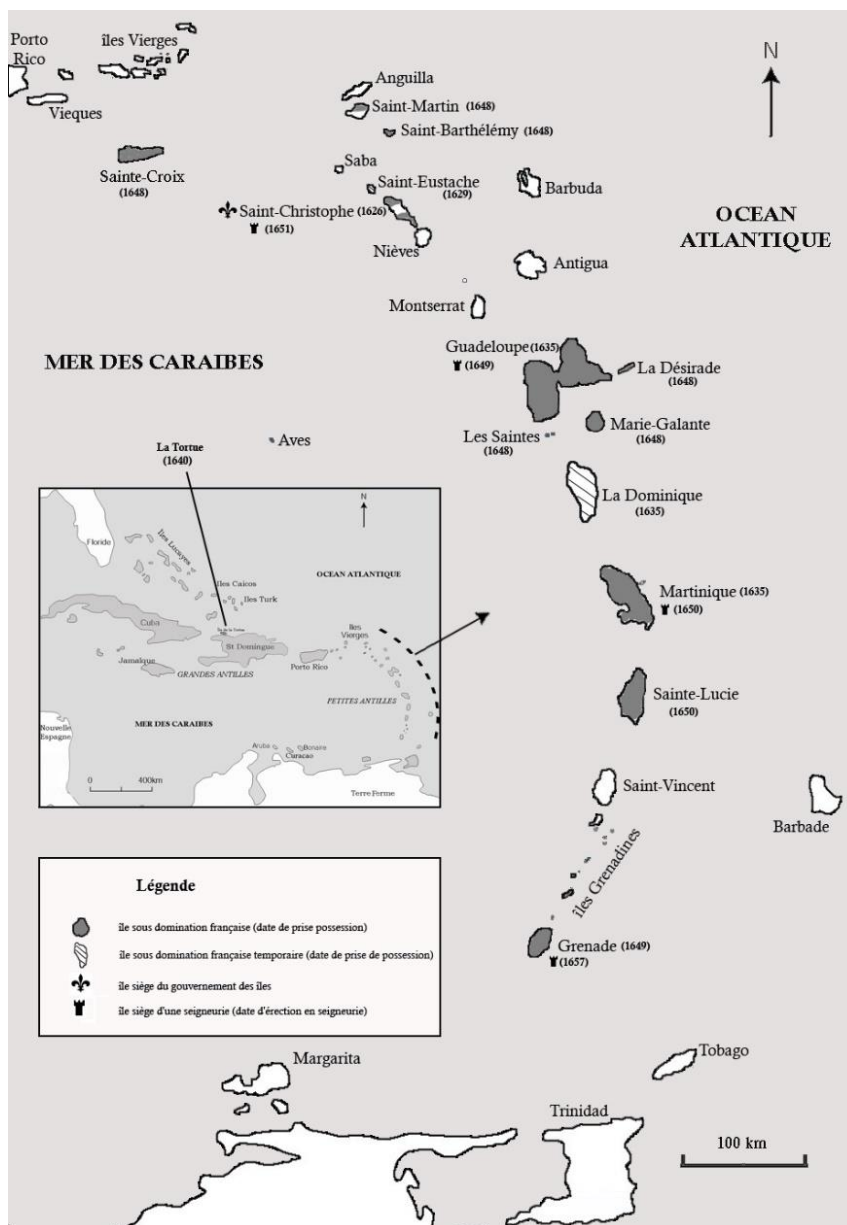 Porto
Rico
îles Vierges
Vieques
Sainte-Croix
(1648)
Anguilla
Saint-Martin (1648)
Saint-Barthélémy (1648)
Saba
Saint-Eustache
(1629)
Saint-Christophe (1626)
(1651)
Nièves
Barbuda
Antigua
Montserrat
N
OCEAN
ATLANTIQUE
MER DES CARAIBES
Guadeloupe (1635)
(1649)
La Désirade
(1648)
Les Saintes
(1648)
Marie-Galante
(1648)
Aves
La Tortue
(1640)
La Dominique
(1635)
Martinique (1635)
(1650)
Sainte-Lucie
(1650)
Saint-Vincent
Barbade
îles Grenadines
Grenade (1649)
(1657)
N
Floride
Iles Lucayes
OCEAN ATLANTIQUE
Iles Caicos
Iles Turk
Cuba
Ile de la Tortue
St Domingue
Iles
Vierges
Porto Rico
Jamaïque
GRANDES ANTILLES
PETITES ANTILLES
MER DES CARAIBES
Nouvelle
Espagne
Aruba
Bonaire
Curacao
0 400km
Terre Ferme
Légende
île sous domination française (date de prise possession)
île sous domination française temporaire (date de prise de possession)
île siège du gouvernement des îles
île siège d'une seigneurie (date d'érection en seigneurie)
Margarita
Tobago
Trinidad
100 km